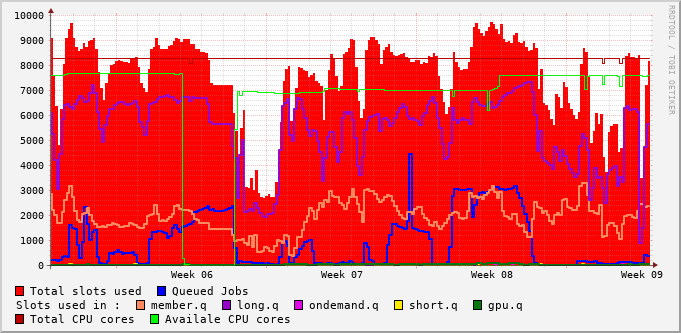 10000
9000
8000
7000
6000
5000
4000
3000
2000
1000
0
Week 06 Week 07 Week 08 Week 09
Total slots used Queued Jobs
Slots used in : member.q long.q ondemand.q short.q gpu.q
Total CPU cores Availale CPU cores
RRDTOOL / TOBI OETIKER